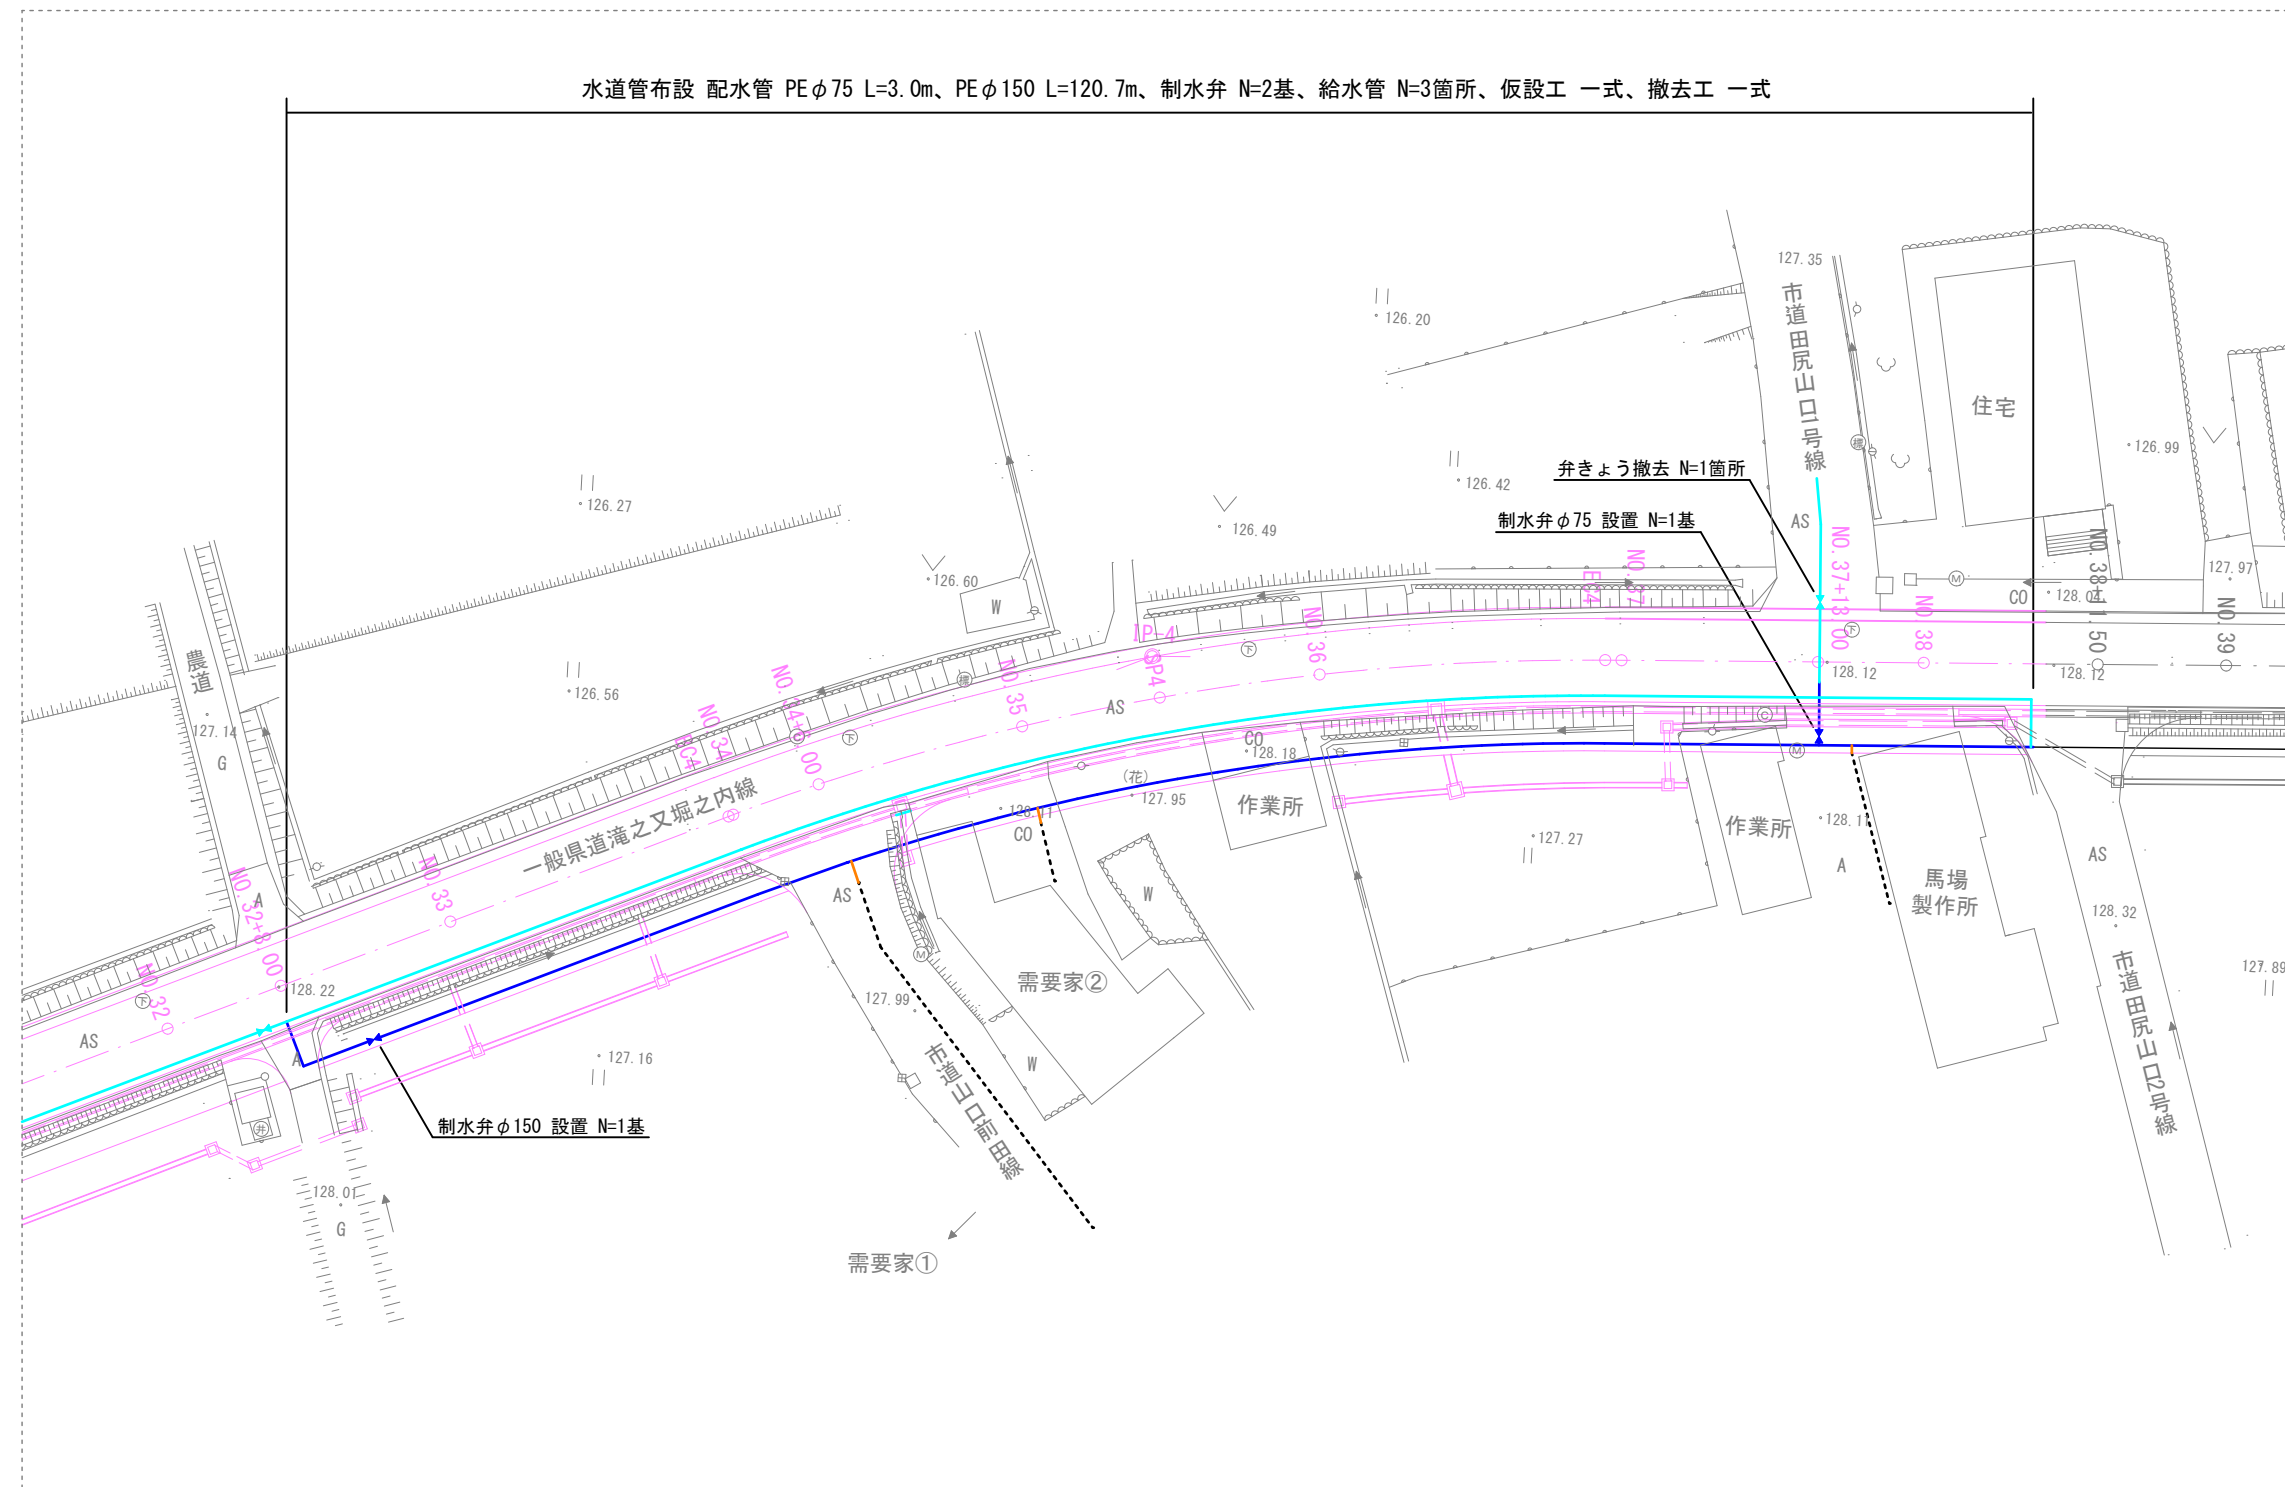 水道管布設 配水管 PEφ75 L=3.0m、PEφ150 L=120.7m、制水弁 N=2基、給水管 N=3箇所、仮設工 一式、撤去工 一式
127.35
市道田尻山口1号線
126.20
住宅
126.99
弁きょう撤去 N=1箇所
126.42
126.27
制水弁φ75 設置 N=1基
AS
126.49
NO.37+13.00
NO.38+11.50
EC4
NO.37
127.97
126.60
W
CO
128.04
NO.36
NO.38
NO.39
IP-4
SP4
農道
126.56
NO.35
128.12
128.12
127.14
G
AS
CO
128.18
(花)
127.95
一般県道滝之又堀之内線
NO.34
作業所
128.11
CO
127.27
作業所
128.11
A
AS
馬場
製作所
NO.33
AS
W
W
128.32
127.89
A
NO.32+8.00
NO.32
128.22
AS
A
127.99
需要家②
市道田尻山口2号線
127.16
市道山口前田線
制水弁φ150 設置 N=1基
井
128.01
G
需要家①